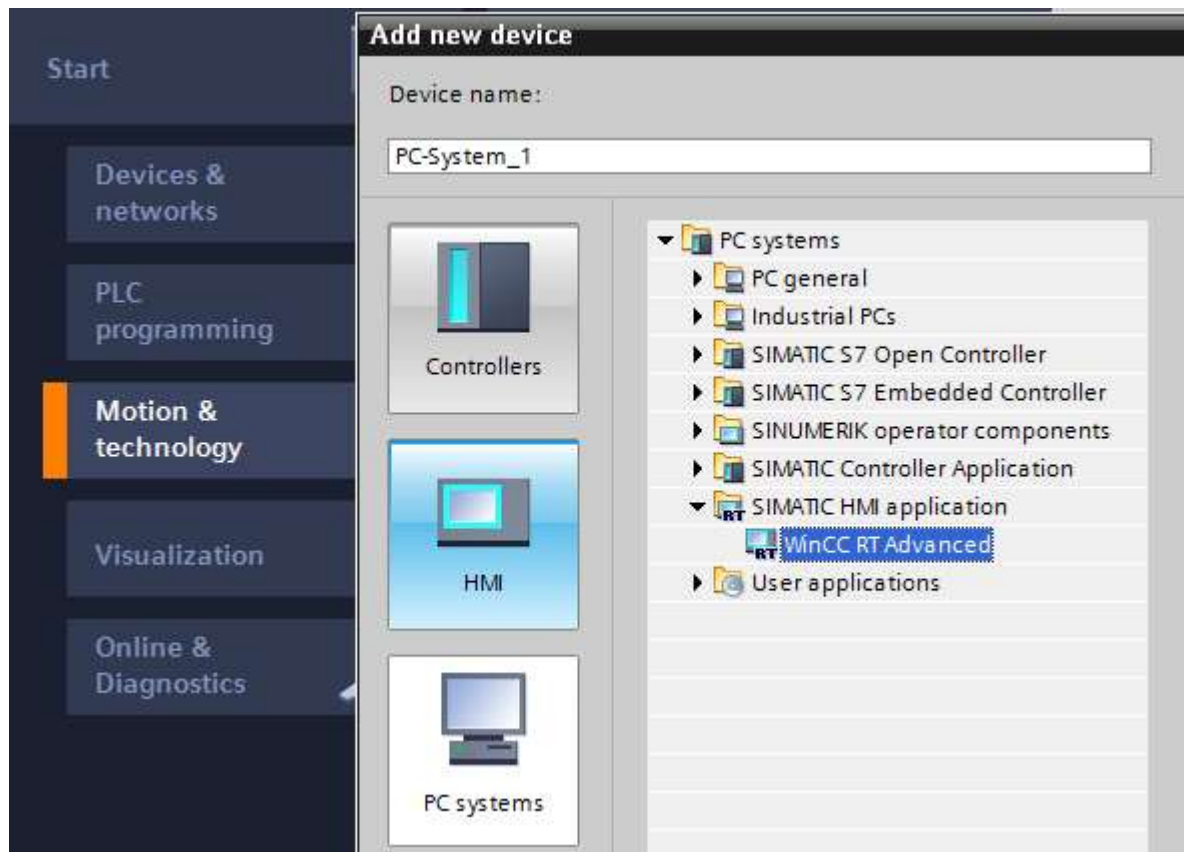 Start
Devices &
networks
PLC
programming
Motion &
technology
Visualization
Online &
Diagnostics
Add new device
Device name:
PC-System_1
Controllers
HMI
PC systems
PC systems
PC general
Industrial PCs
SIMATIC S7 Open Controller
SIMATIC S7 Embedded Controller
SINUMERIK operator components
SIMATIC Controller Application
RT SIMATIC HMI application
RT WinCC RT Advanced
User applications